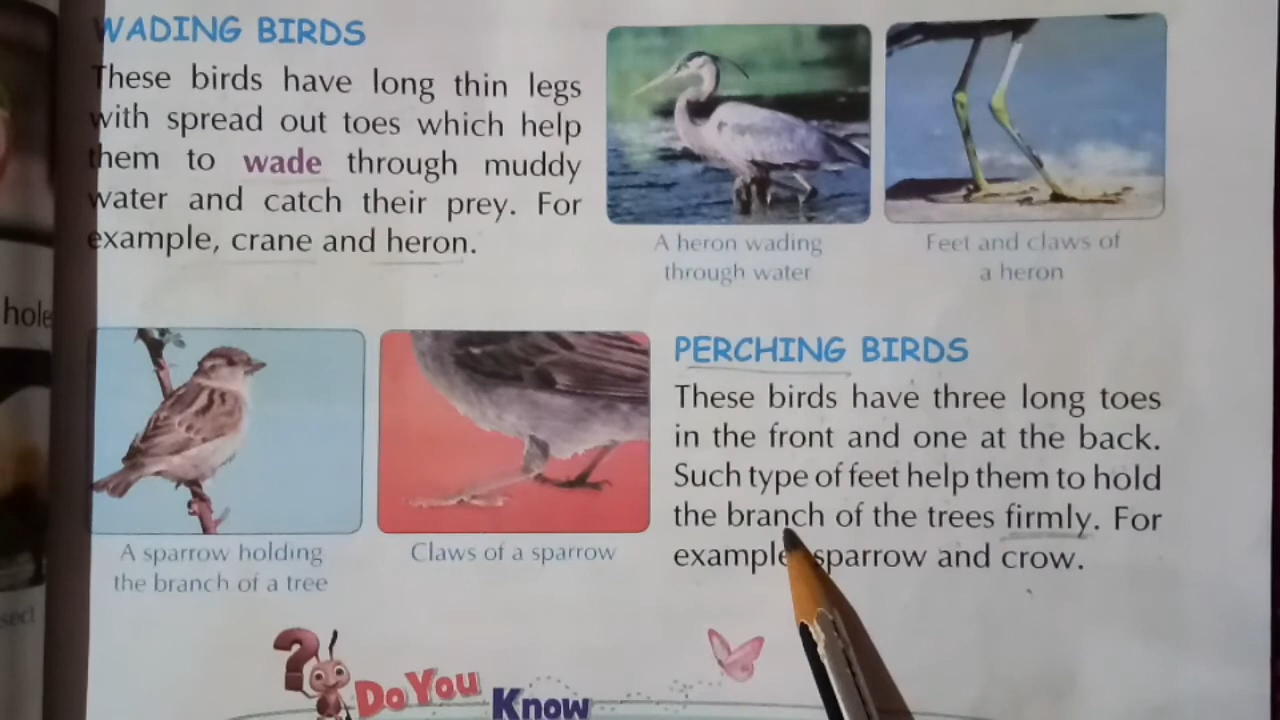 WADING BIRDS
These birds have long thin legs
with spread out toes which help
them to wade through muddy
water and catch their prey. For
example, crane and heron.
A heron wading
through water
Feet and claws of
a heron
hole
A sparrow holding
the branch of a tree
Claws of a sparrow
PERCHING BIRDS
These birds have three long toes
in the front and one at the back.
Such type of feet help them to hold
the branch of the trees firmly. For
example sparrow and crow.
sect
?
Do You Know